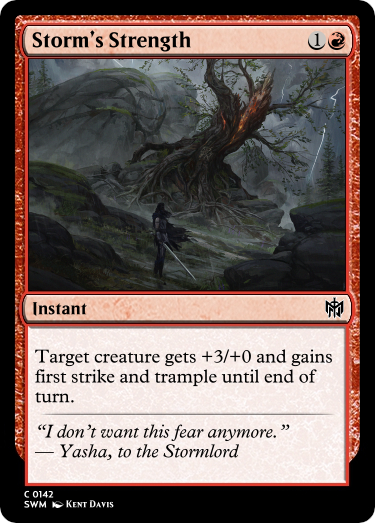 Storm's Strength 1
Instant
Target creature gets +3/+0 and gains
first strike and trample until end of
turn.
“I don't want this fear anymore.”
— Yasha, to the Stormlord
C 0142
SWM Kent Davis